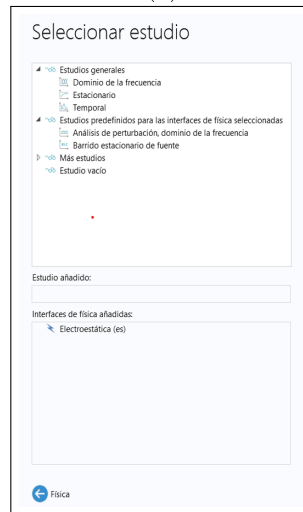 Seleccionar estudio
Estudios generales
Dominio de la frecuencia
Estacionario
Temporal
Estudios predefinidos para las interfaces de física seleccionadas
Análisis de perturbación, dominio de la frecuencia
Barrido estacionario de fuente
Más estudios
Estudio vacío
Estudio añadido:
Interfaces de física añadidas:
Electroestática (es)
Física